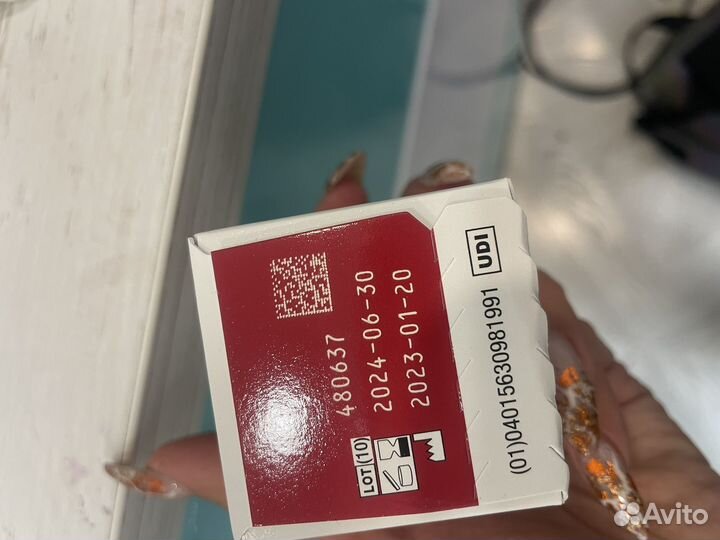 LOT (10) 480637
2024-06-30
2023-01-20
(01)04015630981991 UDI
Avito